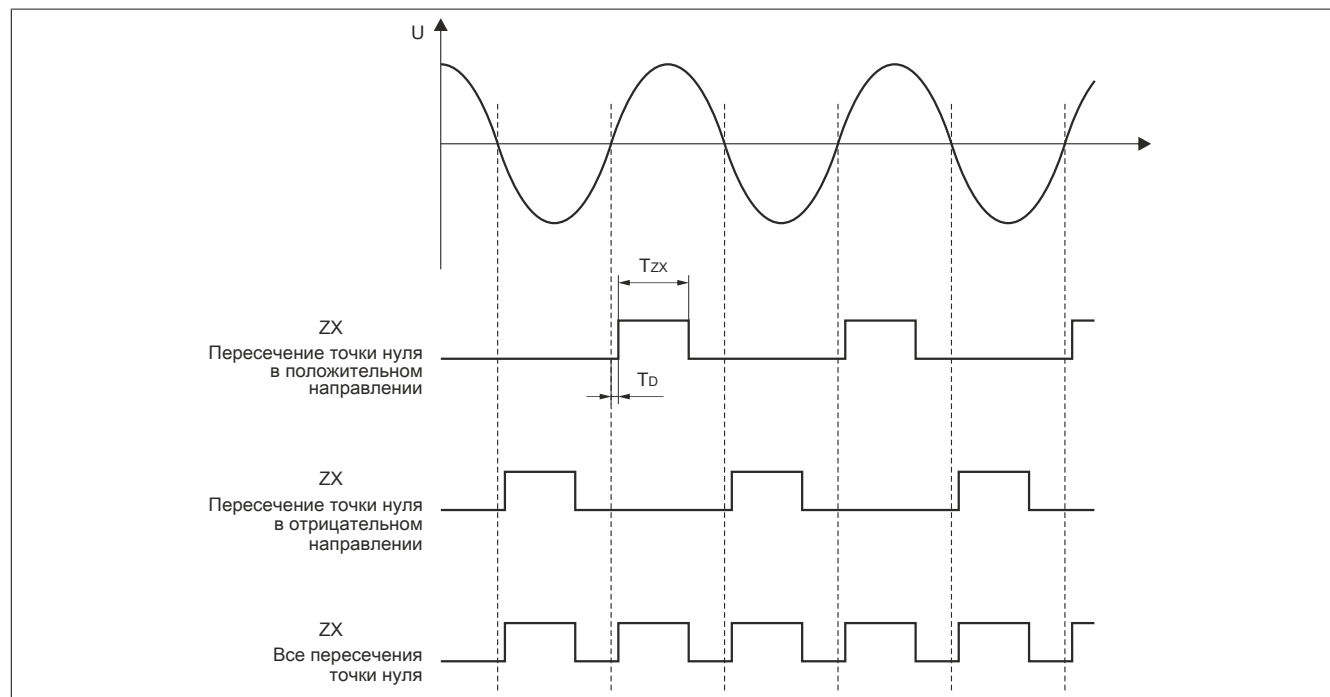 U
TZX
ZX
Пересечение точки нуля
в положительном
направлении
TD
ZX
Пересечение точки нуля
в отрицательном
направлении
ZX
Все пересечения
точки нуля